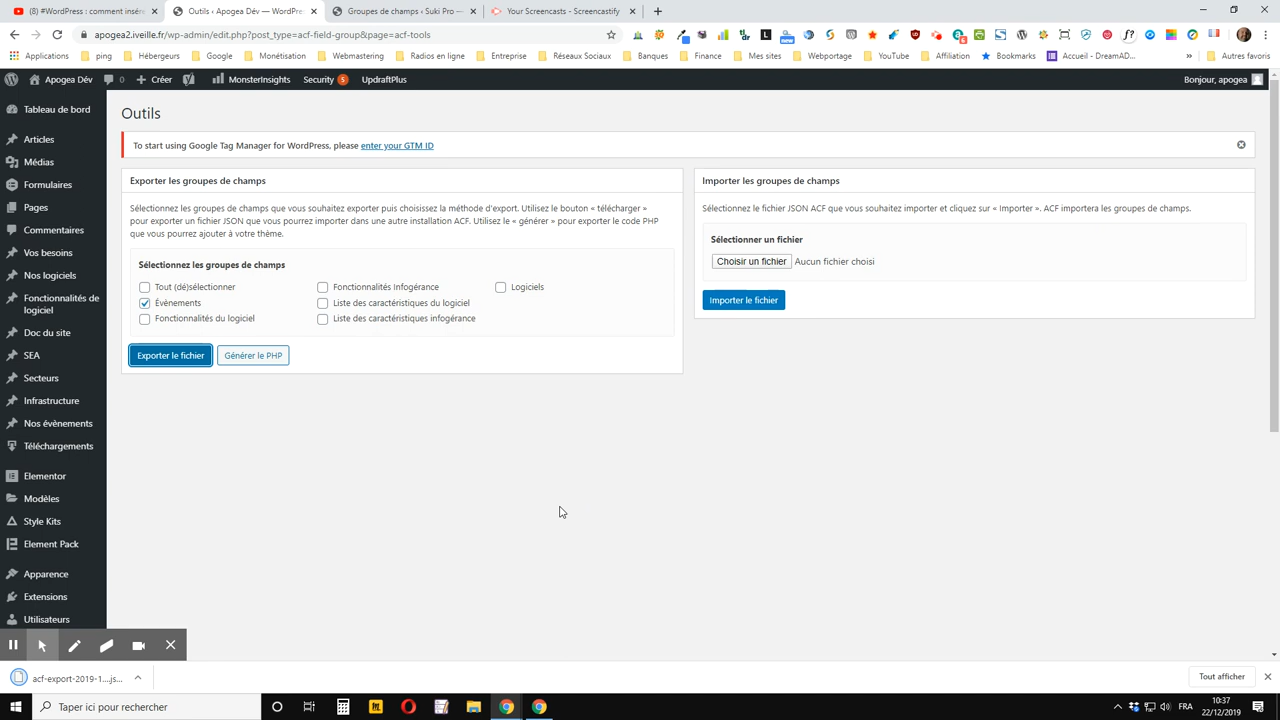 (8) #WordPress : comment insére
Outils ‹ Apogea Dév — WordPre
Groupes de champs ‹ Suki Pro —
Your Screencasts - Screencastify
apogea2.iveille.fr/wp-admin/edit.php?post_type=acf-field-group&page=acf-tools
Applications
ping
Hébergeurs
Google
Monétisation
Webmastering
Radios en ligne
Entreprise
Réseaux Sociaux
Banques
Finance
Mes sites
Webportage
YouTube
Affiliation
Bookmarks
Accueil - DreamAD...
Autres favoris
Apogea Dév
0
Créer
MonsterInsights
Security 5
UpdraftPlus
Bonjour, apogea
Tableau de bord
Articles
Médias
Formulaires
Pages
Commentaires
Vos besoins
Nos logiciels
Fonctionnalités de
logiciel
Doc du site
SEA
Secteurs
Infrastructure
Nos évènements
Téléchargements
Elementor
Modèles
Style Kits
Element Pack
Apparence
Extensions
Utilisateurs
Outils
To start using Google Tag Manager for WordPress, please enter your GTM ID
Exporter les groupes de champs
Sélectionnez les groupes de champs que vous souhaitez exporter puis choisissez la méthode d'export. Utilisez le bouton « télécharger »
pour exporter un fichier JSON que vous pourrez importer dans une autre installation ACF. Utilisez le « générer » pour exporter le code PHP
que vous pourrez ajouter à votre thème.
Sélectionnez les groupes de champs
Tout (dé)sélectionner
Évènements
Fonctionnalités du logiciel
Fonctionnalités Infogérance
Liste des caractéristiques du logiciel
Liste des caractéristiques infogérance
Logiciels
Exporter le fichier
Générer le PHP
Importer les groupes de champs
Sélectionnez le fichier JSON ACF que vous souhaitez importer et cliquez sur « Importer ». ACF importera les groupes de champs.
Sélectionner un fichier
Choisir un fichier Aucun fichier choisi
Importer le fichier
acf-export-2019-1....js...
Tout afficher
Taper ici pour rechercher
FRA
10:37
22/12/2019